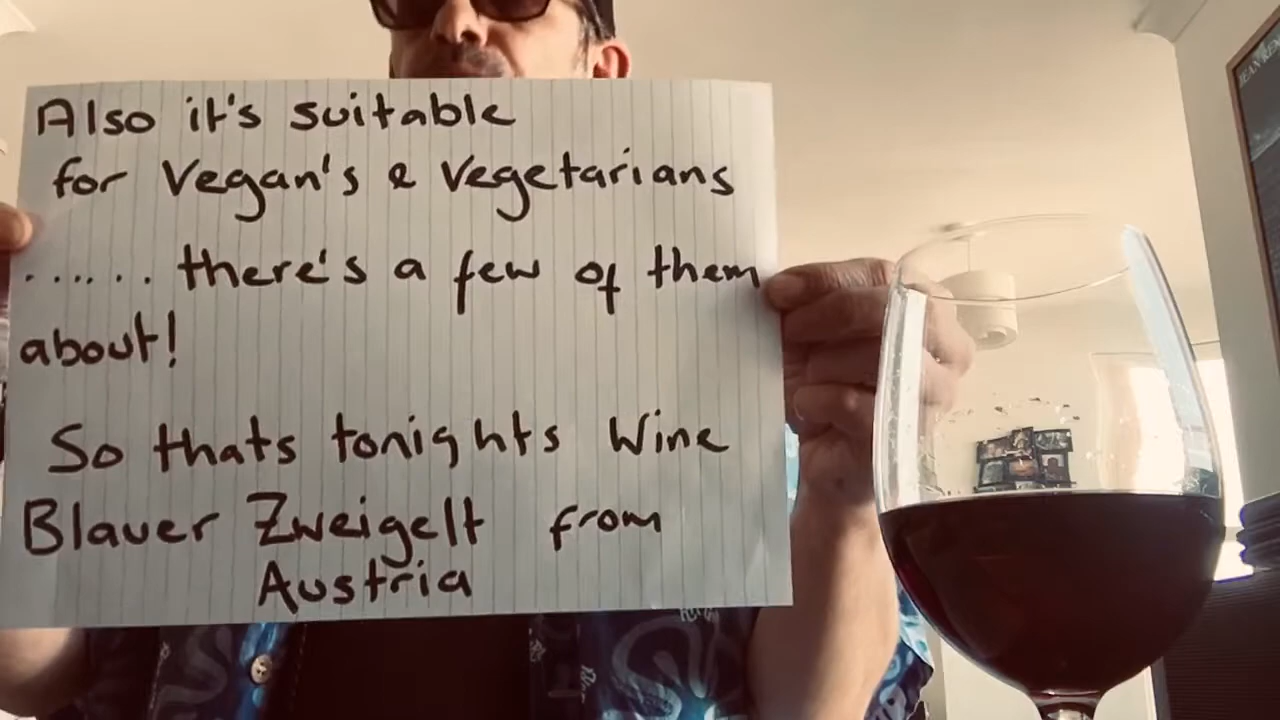 Also it's suitable
for Vegan's & Vegetarians
...... there's a few of them
about!
So thats tonights Wine
Blauer Zweigelt from
Austria